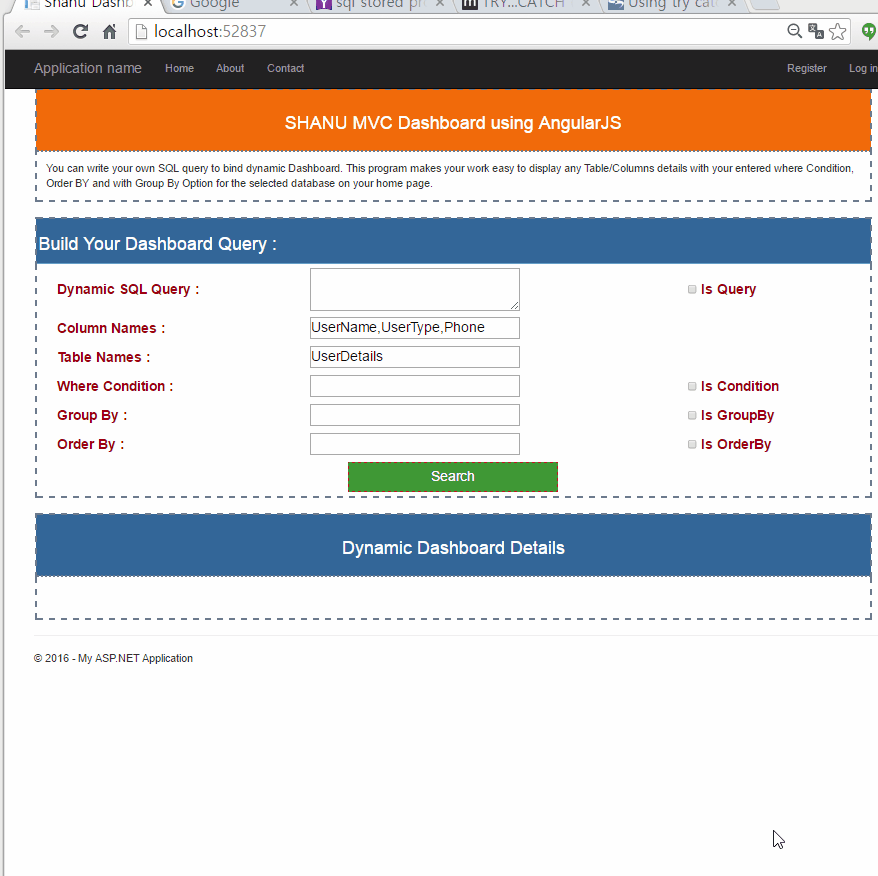 Shanu Dashb
Google
sql stored pr
TRY...CATCH
Using try cat
localhost:52837
Application name Home About Contact Register Log in
SHANU MVC Dashboard using AngularJS
You can write your own SQL query to bind dynamic Dashboard. This program makes your work easy to display any Table/Columns details with your entered where Condition,
Order BY and with Group By Option for the selected database on your home page.
Build Your Dashboard Query :
Dynamic SQL Query : Is Query
Column Names : UserName,UserType,Phone
Table Names : UserDetails
Where Condition : Is Condition
Group By : Is GroupBy
Order By : Is OrderBy
Search
Dynamic Dashboard Details
© 2016 - My ASP.NET Application